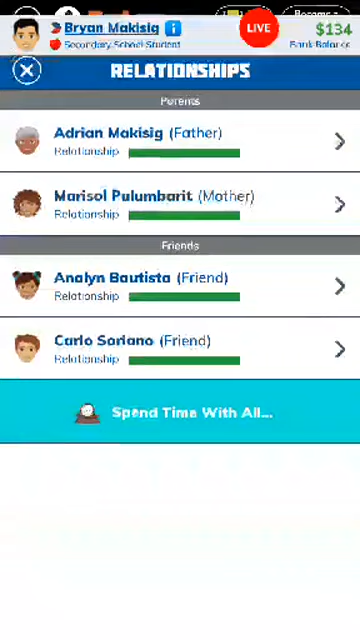 Bryan Makisig
LIVE
$134
Secondary School Student
Bank Balance
RELATIONSHIPS
Parents
Adrian Makisig (Father)
Relationship
Marisol Pulumbarit (Mother)
Relationship
Friends
Analyn Bautista (Friend)
Relationship
Carlo Soriano (Friend)
Relationship
Spend Time With All...